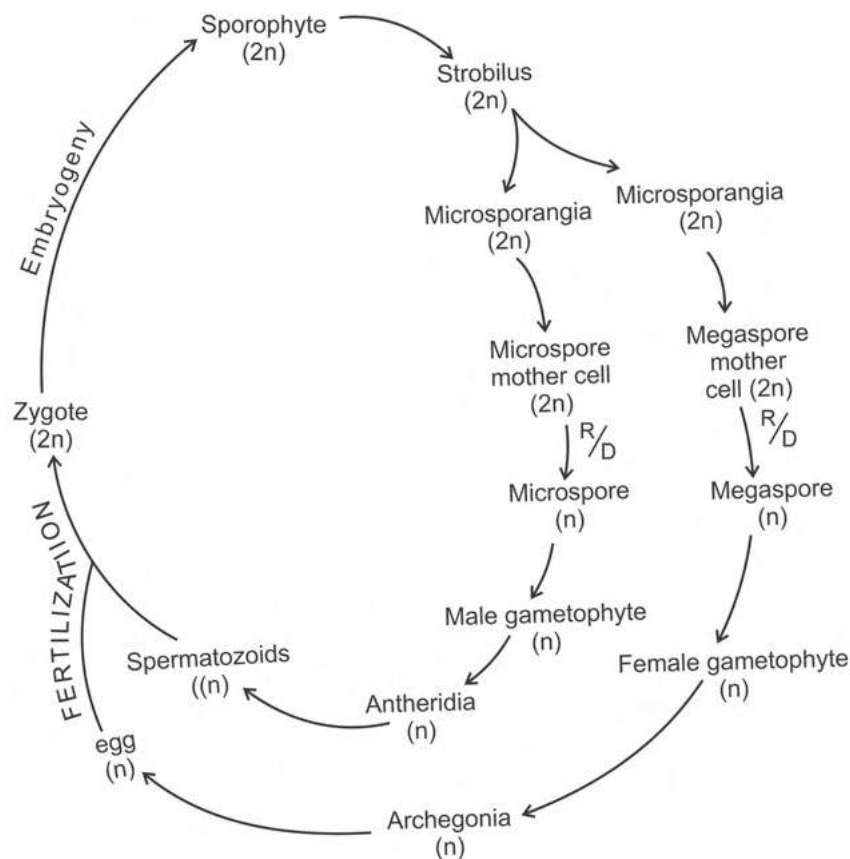 Sporophyte
(2n)
Strobilus
(2n)
Embryogeny
Microsporangia
(2n)
Microsporangia
(2n)
Microspore
mother cell
(2n)
Megaspore
mother
cell (2n)
R/D
R/D
Zygote
(2n)
Microspore
(n)
Megaspore
(n)
FERTILIZATIION
Male gametophyte
(n)
Female gametophyte
(n)
Spermatozoids
((n)
Antheridia
(n)
egg
(n)
Archegonia
(n)